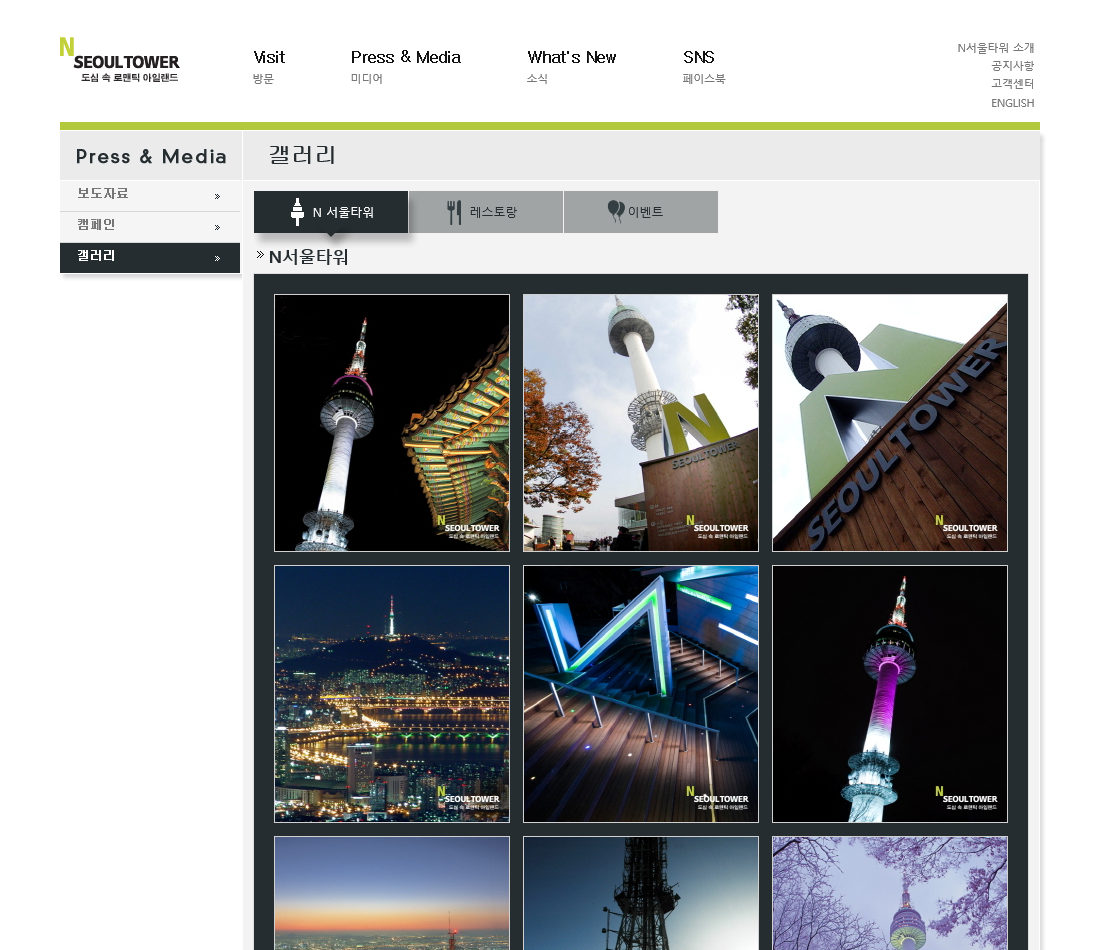 N
SEOULTOWER
도심 속 로맨틱 아일랜드
Visit
방문
Press & Media
미디어
What's New
소식
SNS
페이스북
N서울타워 소개
공지사항
고객센터
ENGLISH
Press & Media
보도자료
캠페인
갤러리
갤러리
N 서울타워
레스토랑
이벤트
N서울타워
N
SEOULTOWER
도심 속 로맨틱 아일랜드
N
SEOULTOWER
N
SEOULTOWER
도심 속 로맨틱 아일랜드
SEOULTOWER
N
SEOULTOWER
도심 속 로맨틱 아일랜드
N
SEOULTOWER
도심 속 로맨틱 아일랜드
N
SEOULTOWER
도심 속 로맨틱 아일랜드
N
SEOULTOWER
도심 속 로맨틱 아일랜드